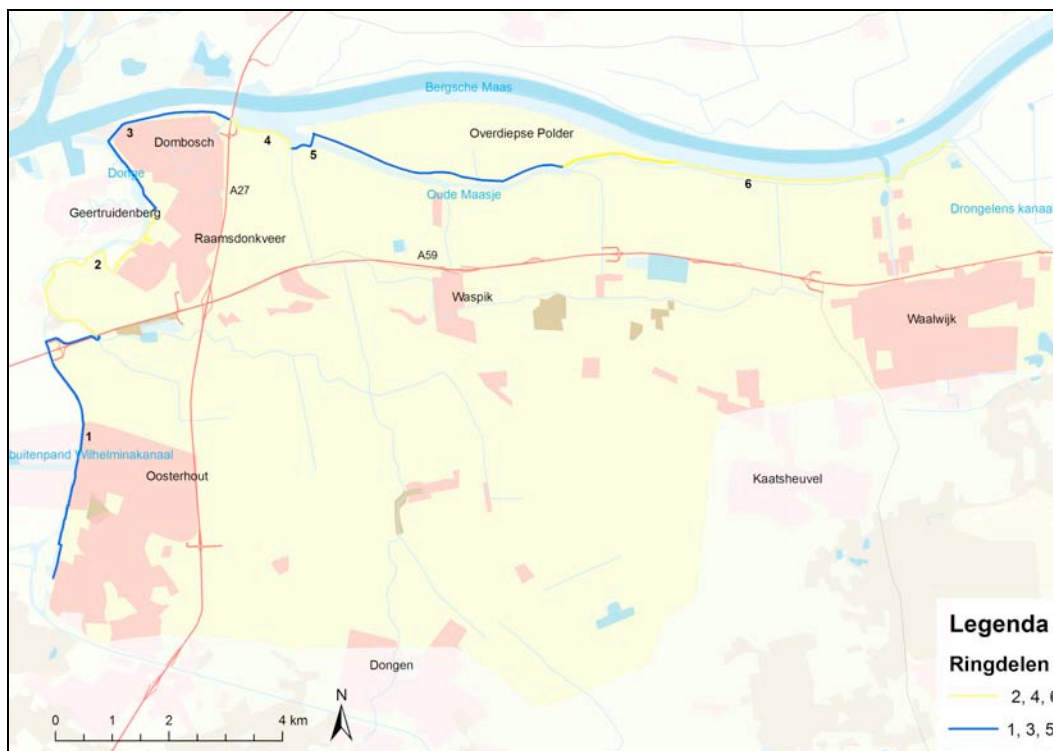 Bergsche Maas
3
Dombosch
4
5
Overdiepse Polder
Donge
A27
Oude Maasje
6
Geertruidenberg
Drongelens kanaal
Raamsdonkveer
2
A59
Waspik
Waalwijk
1
buitenpand Wilhelminakanaal
Oosterhout
Kaatsheuvel
Legenda
Ringdelen
2, 4, 6
1, 3, 5
Dongen
N
0 1 2 4 km